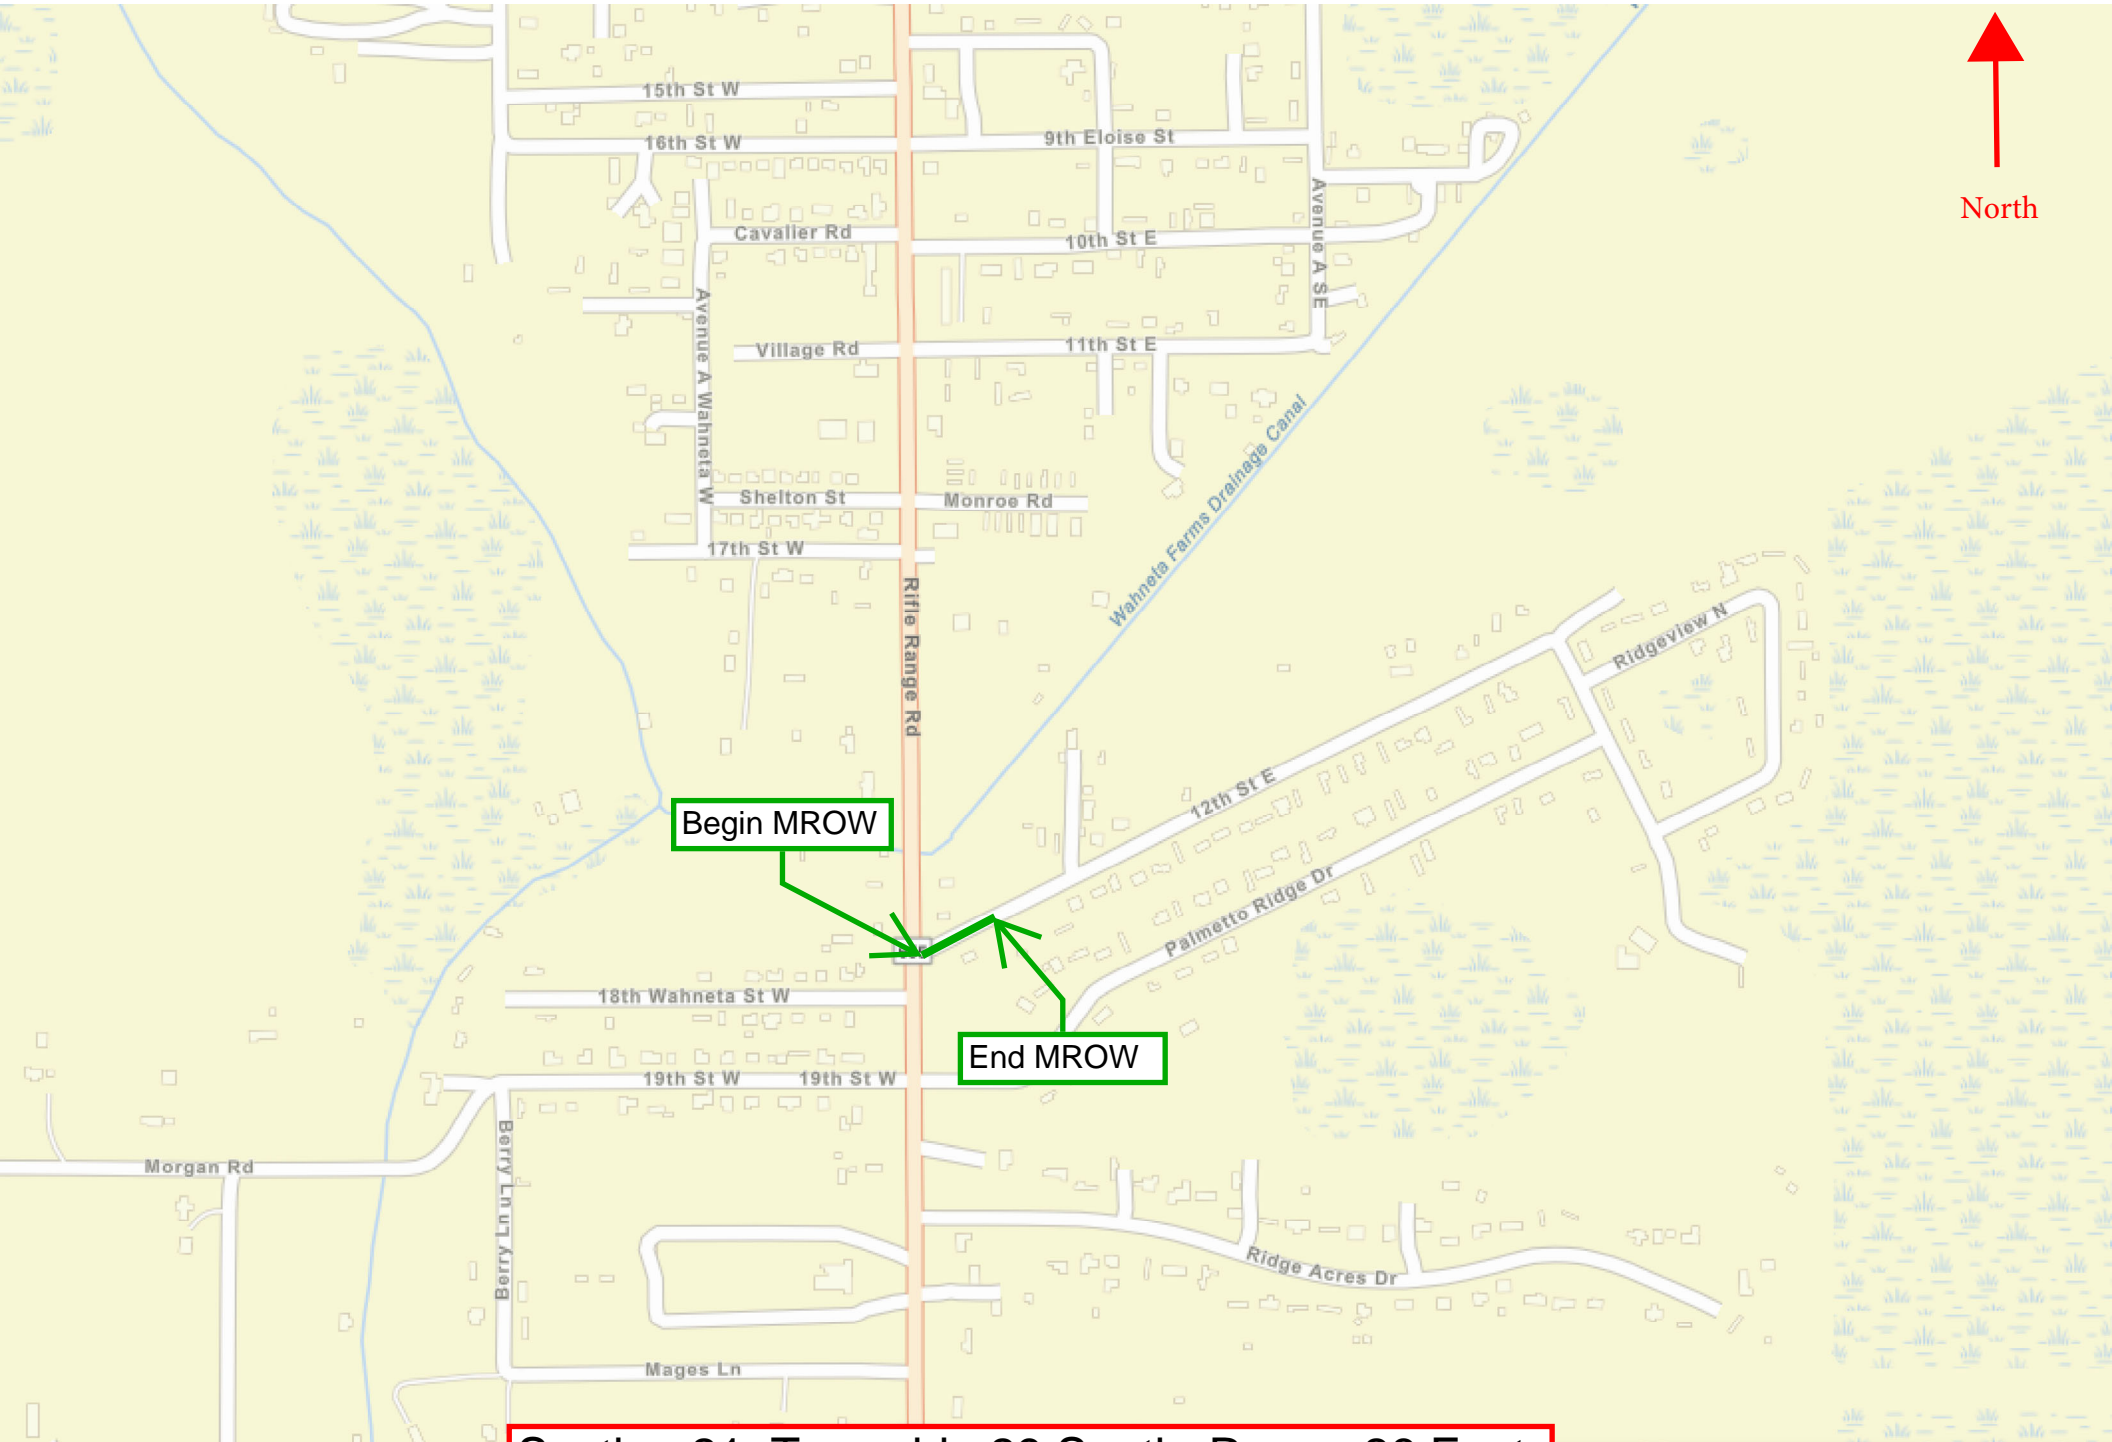 15th St W
16th St W
9th Eloise St
North
Cavalier Rd
10th St E
Avenue A SE
Avenue A Wahneta W
Village Rd
11th St E
Wahneta Farms Drainage Canal
Shelton St
Monroe Rd
17th St W
Rifle Range Rd
Ridgeview N
12th St E
Begin MROW
Palmetto Ridge Dr
18th Wahneta St W
End MROW
19th St W
19th St W
Morgan Rd
Berry Ln Ln
Berry Ln
Ridge Acres Dr
Mages Ln